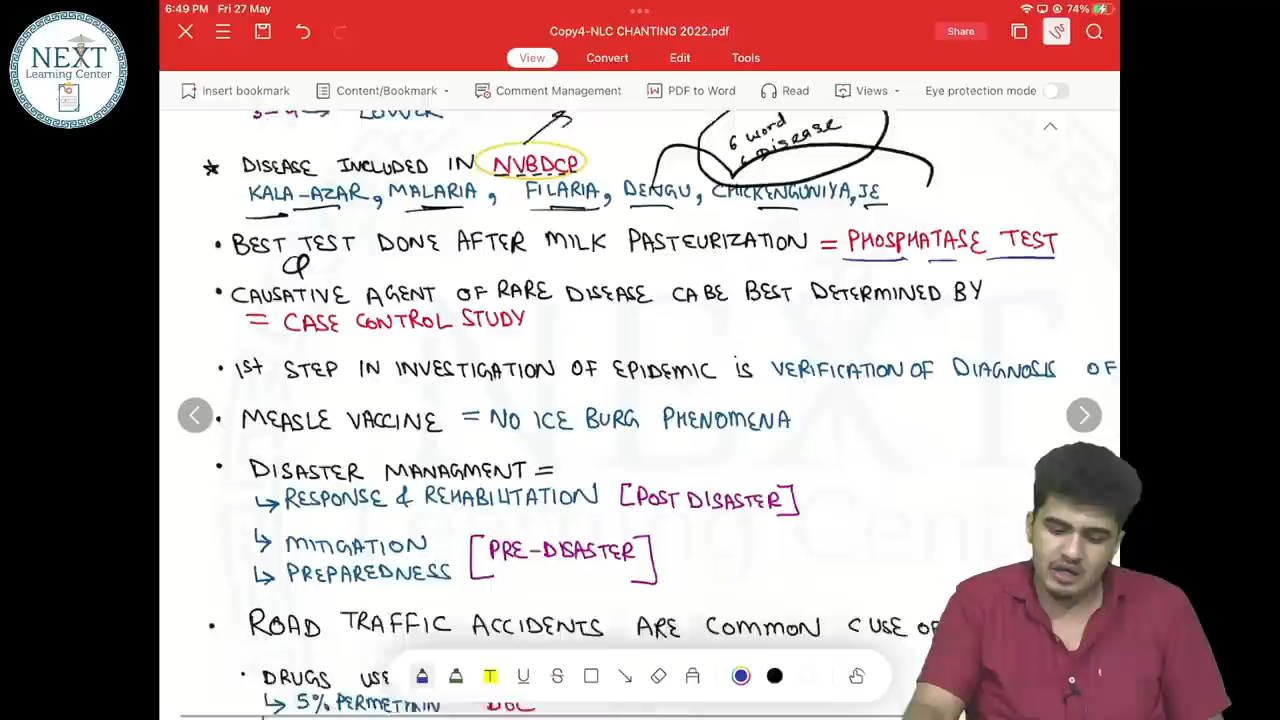 6:49 PM Fri 27 May
74%
NEXT
Learning Center
Copy4-NLC CHANTING 2022.pdf
Share
View Convert Edit Tools
Insert bookmark Content/Bookmark Comment Management PDF to Word Read Views Eye protection mode
LOWER
6 word
Disease
★ DISEASE INCLUDED IN NVBDCP
KALA-AZAR, MALARIA, FILARIA, DENGU, CHICKENGUNIYA, JE
• BEST TEST DONE AFTER MILK PASTEURIZATION = PHOSPHATASE TEST
• CAUSATIVE AGENT OF RARE DISEASE CABE BEST DETERMINED BY
= CASE CONTROL STUDY
• 1st STEP IN INVESTIGATION OF EPIDEMIC is VERIFICATION OF DIAGNOSIS OF
• MEASLE VACCINE = NO ICE BURG PHENOMENA
• DISASTER MANAGMENT =
↳ RESPONSE & REHABILITATION [POST DISASTER]
↳ MITIGATION
[PRE-DISASTER]
↳ PREPAREDNESS
• ROAD TRAFFIC ACCIDENTS ARE COMMON CUSE OF
• DRUGS USE
↳ 5% PERMETHRIN